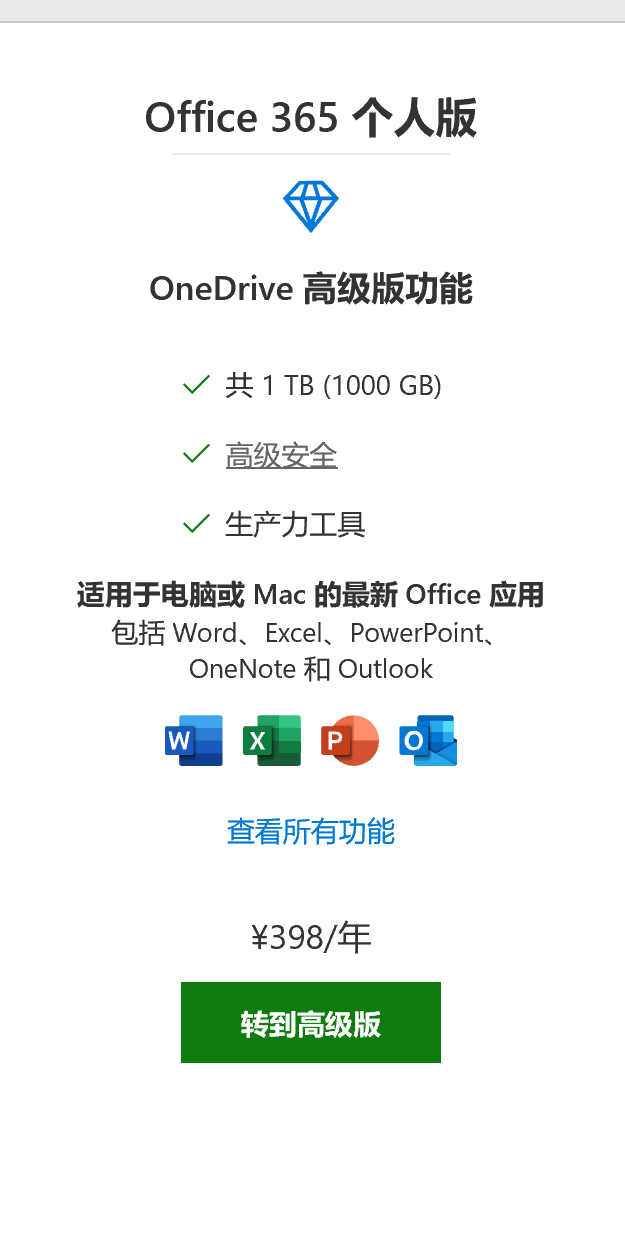 Office 365 个人版
OneDrive 高级版功能
共 1 TB (1000 GB)
高级安全
生产力工具
适用于电脑或 Mac 的最新 Office 应用
包括 Word、Excel、PowerPoint、
OneNote 和 Outlook
W X P O
查看所有功能
¥398/年
转到高级版